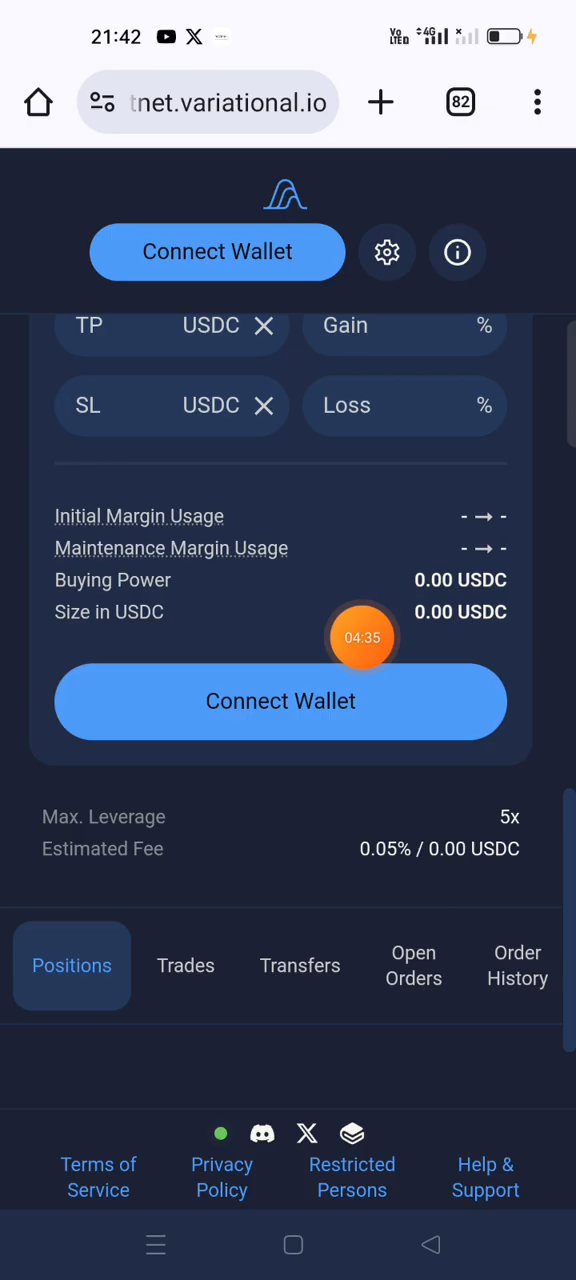 21:42
Vo LTED 4G
tnet.variational.io
82
Connect Wallet
TP USDC Gain %
SL USDC Loss %
Initial Margin Usage - → -
Maintenance Margin Usage - → -
Buying Power 0.00 USDC
Size in USDC 0.00 USDC
04:35
Connect Wallet
Max. Leverage 5x
Estimated Fee 0.05% / 0.00 USDC
Positions Trades Transfers Open Orders Order History
Terms of Service Privacy Policy Restricted Persons Help & Support